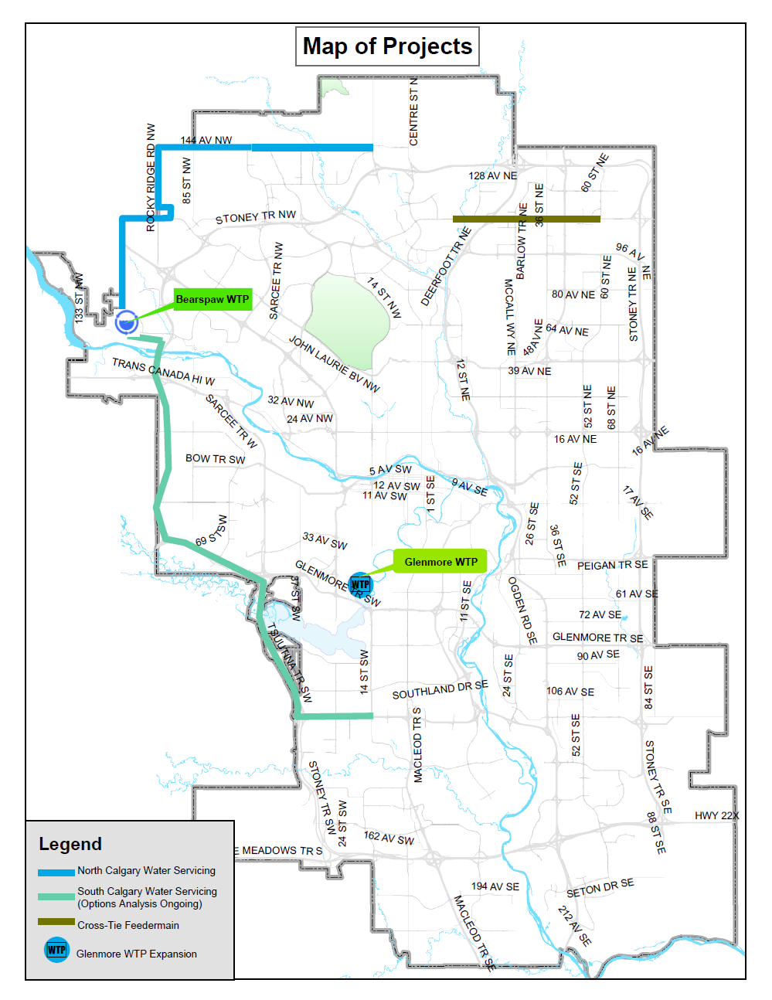 Map of Projects
CENTRE ST N
144 AV NW
ROCKY RIDGE RD NW
85 ST NW
128 AV NE
60 ST NE
36 ST NE
STONEY TR NW
BARLOW TR NE
DEERFOOT TR NE
96 AV NE
SARCEE TR NW
14 ST NW
133 ST NW
Bearspaw WTP
MCCALL WY NE
80 AV NE
60 ST NE
STONEY TR NE
64 AV NE
48 AV NE
JOHN LAURIE BV NW
TRANS CANADA HI W
12 ST NE
39 AV NE
32 AV NW
24 AV NW
SARCEE TR W
52 ST NE
68 ST NE
16 AV NE
16 AV NE
BOW TR SW
5 AV SW
12 AV SW
11 AV SW
1 ST SE
9 AV SE
52 ST SE
17 AV SE
26 ST SE
36 ST SE
69 ST SW
33 AV SW
Glenmore WTP
GLENMORE TR SW
WTP
PEIGAN TR SE
37 ST SW
11 ST SE
OGDEN RD SE
61 AV SE
72 AV SE
TSUUT'INA TR SW
GLENMORE TR SE
90 AV SE
14 ST SW
SOUTHLAND DR SE
24 ST SE
106 AV SE
84 ST SE
MACLEOD TR S
52 ST SE
STONEY TR SW
STONEY TR SE
24 ST SW
HWY 22X
88 ST SE
162 AV SW
E MEADOWS TR S
194 AV SE
SETON DR SE
MACLEOD TR SE
212 AV SE
Legend
North Calgary Water Servicing
South Calgary Water Servicing
(Options Analysis Ongoing)
Cross-Tie Feedermain
WTP
Glenmore WTP Expansion